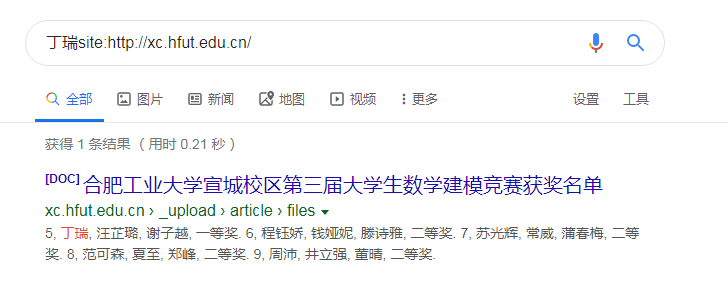 丁瑞site:http://xc.hfut.edu.cn/
全部 图片 新闻 地图 视频 更多 设置 工具
获得 1 条结果 （用时 0.21 秒）
[DOC] 合肥工业大学宣城校区第三届大学生数学建模竞赛获奖名单
xc.hfut.edu.cn › _upload › article › files
5, 丁瑞, 汪芷璐, 谢子越, 一等奖. 6, 程钰娇, 钱娅妮, 滕诗雅, 二等奖. 7, 苏光辉, 常威, 蒲春梅, 二等
奖. 8, 范可森, 夏至, 郑峰, 二等奖. 9, 周沛, 井立强, 董晴, 二等奖.